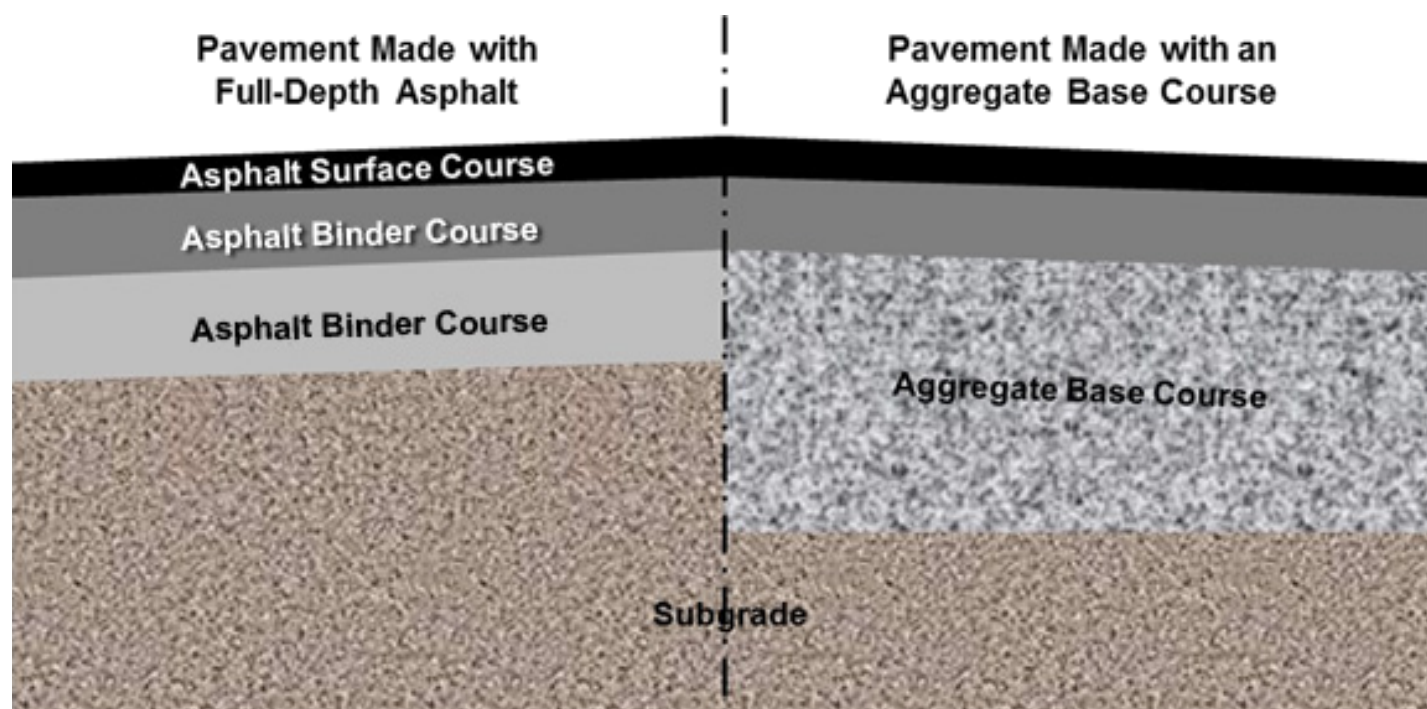 Pavement Made with
Full-Depth Asphalt
Pavement Made with an
Aggregate Base Course
Asphalt Surface Course
Asphalt Binder Course
Asphalt Binder Course
Aggregate Base Course
Subgrade